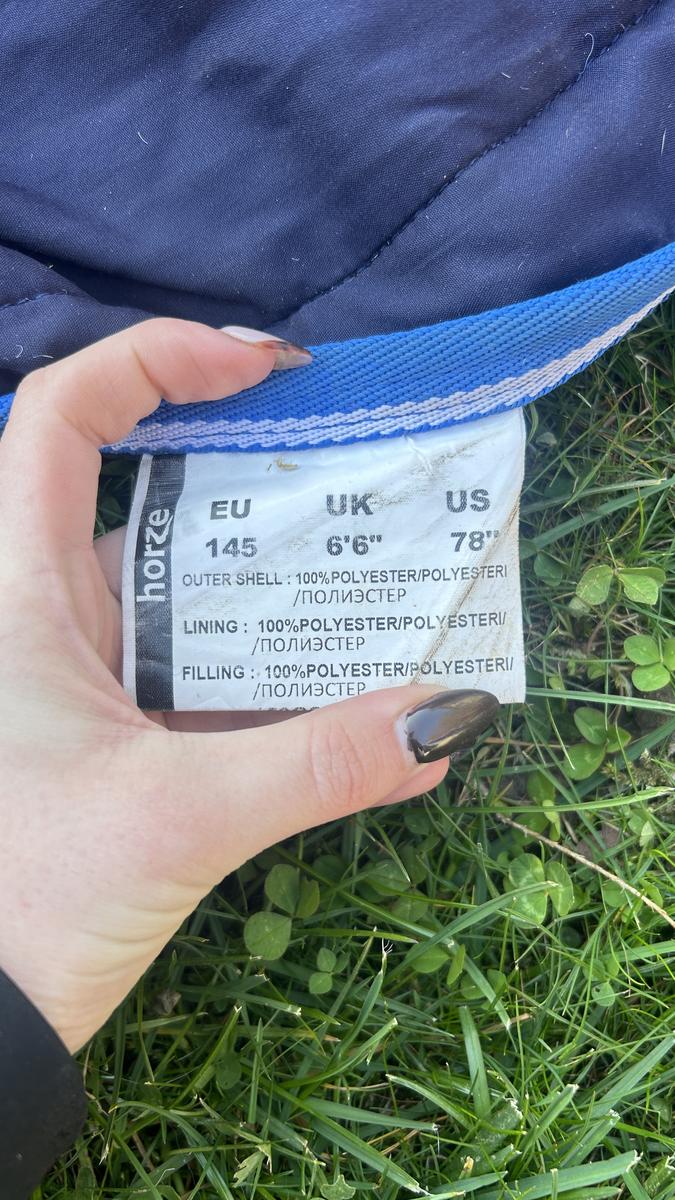 horze
EU UK US
145 6'6" 78"
OUTER SHELL : 100%POLYESTER/POLYESTERI
/ПОЛИЭСТЕР
LINING : 100%POLYESTER/POLYESTERI/
/ПОЛИЭСТЕР
FILLING : 100%POLYESTER/POLYESTERI/
/ПОЛИЭСТЕР